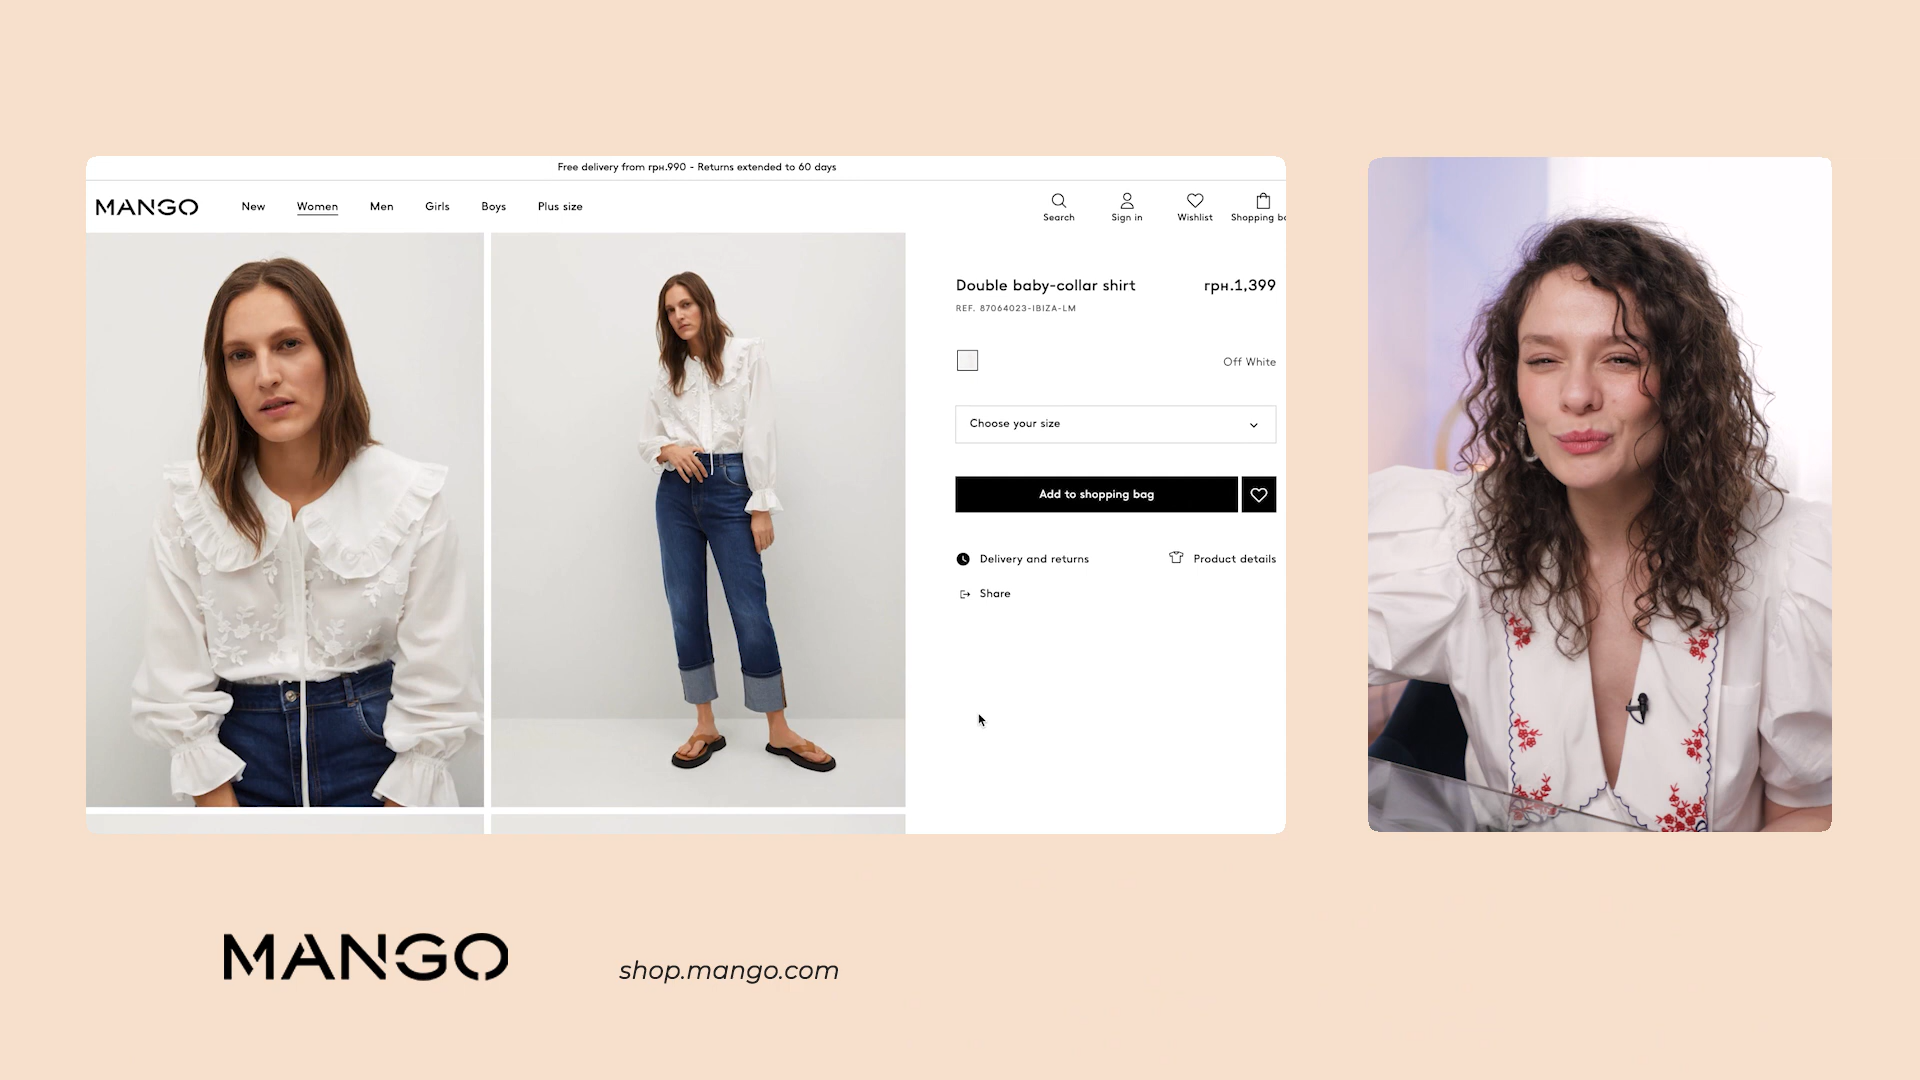 Free delivery from грн.990 - Returns extended to 60 days
MANGO New Women Men Girls Boys Plus size
Search Sign in Wishlist Shopping
Double baby-collar shirt грн.1,399
REF. 87064023-IBIZA-LM
Off White
Choose your size
Add to shopping bag
Delivery and returns Product details
Share
MANGO
shop.mango.com